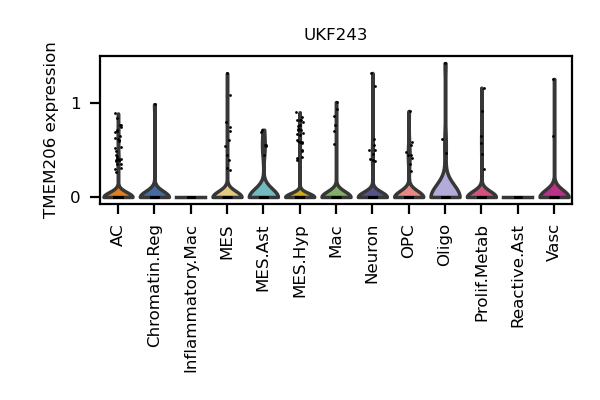 UKF243
TMEM206 expression
1
0
AC
Chromatin.Reg
Inflammatory.Mac
MES
MES.Ast
MES.Hyp
Mac
Neuron
OPC
Oligo
Prolif.Metab
Reactive.Ast
Vasc